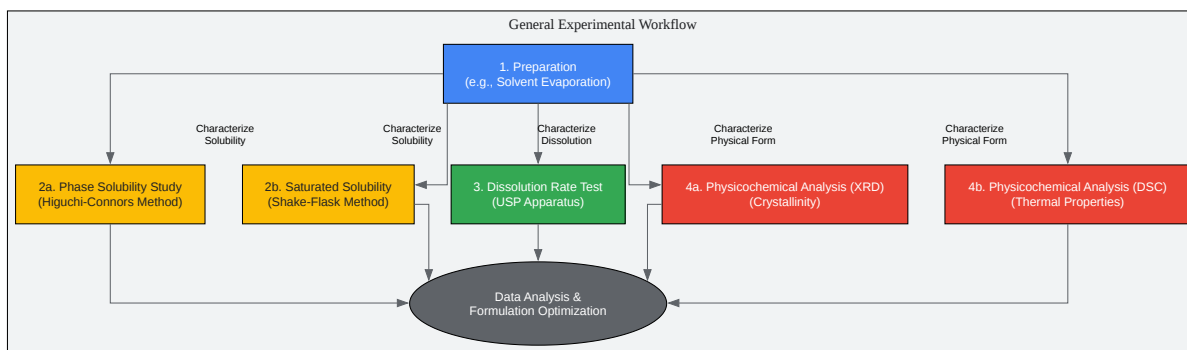 General Experimental Workflow
1. Preparation
(e.g., Solvent Evaporation)
Characterize
Solubility
Characterize
Solubility
Characterize
Dissolution
Characterize
Physical Form
Characterize
Physical Form
2a. Phase Solubility Study
(Higuchi-Connors Method)
2b. Saturated Solubility
(Shake-Flask Method)
3. Dissolution Rate Test
(USP Apparatus)
4a. Physicochemical Analysis (XRD)
(Crystallinity)
4b. Physicochemical Analysis (DSC)
(Thermal Properties)
Data Analysis &
Formulation Optimization